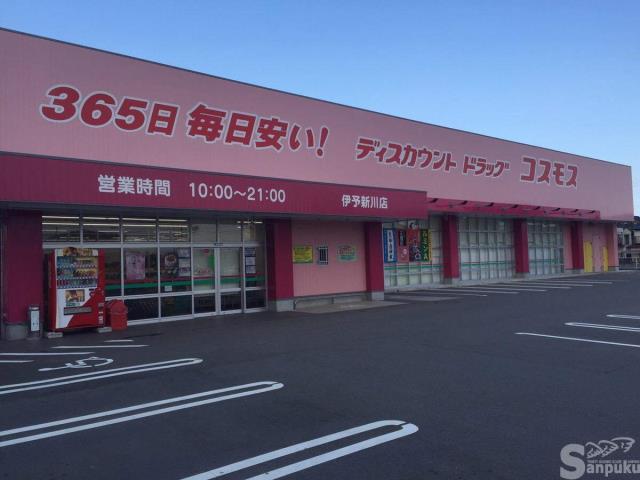 365日 毎日安い! ディスカウント ドラッグ コスモス
営業時間 10:00〜21:00 伊予新川店
Sanpuku